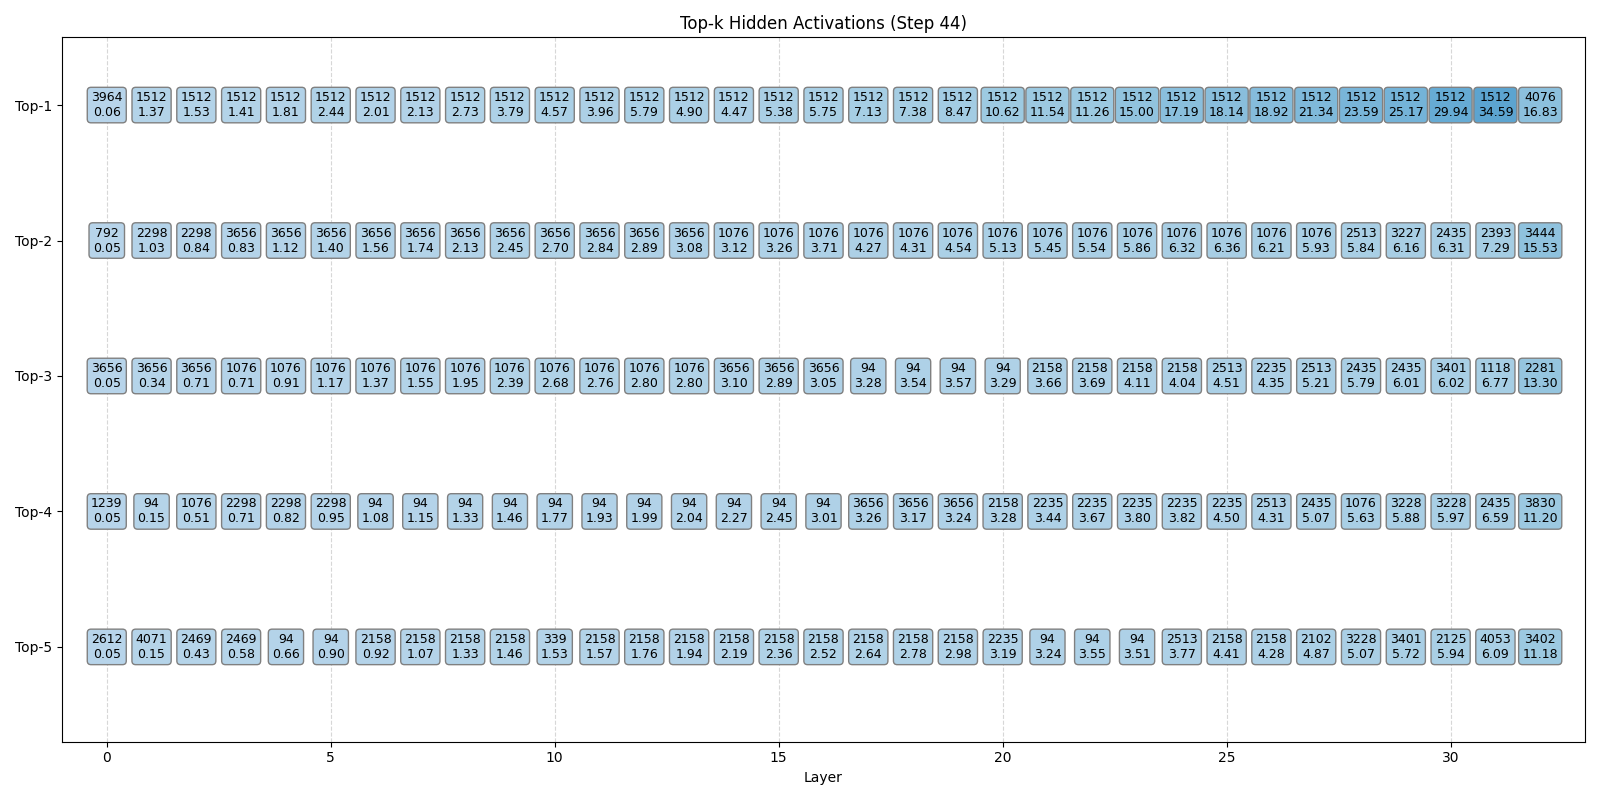 Top-k Hidden Activations (Step 44)
Top-1
3964 1512 1512 1512 1512 1512 1512 1512 1512 1512 1512 1512 1512 1512 1512 1512 1512 1512 1512 1512 1512 1512 1512 1512 1512 1512 1512 1512 1512 1512 1512 1512 4076
0.06 1.37 1.53 1.41 1.81 2.44 2.01 2.13 2.73 3.79 4.57 3.96 5.79 4.90 4.47 5.38 5.75 7.13 7.38 8.47 10.62 11.54 11.26 15.00 17.19 18.14 18.92 21.34 23.59 25.17 29.94 34.59 16.83
Top-2
792 2298 2298 3656 3656 3656 3656 3656 3656 3656 3656 3656 3656 3656 1076 1076 1076 1076 1076 1076 1076 1076 1076 1076 1076 1076 1076 1076 2513 3227 2435 2393 3444
0.05 1.03 0.84 0.83 1.12 1.40 1.56 1.74 2.13 2.45 2.70 2.84 2.89 3.08 3.12 3.26 3.71 4.27 4.31 4.54 5.13 5.45 5.54 5.86 6.32 6.36 6.21 5.93 5.84 6.16 6.31 7.29 15.53
Top-3
3656 3656 3656 1076 1076 1076 1076 1076 1076 1076 1076 1076 1076 1076 3656 3656 3656 94 94 94 94 2158 2158 2158 2158 2513 2235 2513 2435 2435 3401 1118 2281
0.05 0.34 0.71 0.71 0.91 1.17 1.37 1.55 1.95 2.39 2.68 2.76 2.80 2.80 3.10 2.89 3.05 3.28 3.54 3.57 3.29 3.66 3.69 4.11 4.04 4.51 4.35 5.21 5.79 6.01 6.02 6.77 13.30
Top-4
1239 94 1076 2298 2298 2298 94 94 94 94 94 94 94 94 94 94 94 3656 3656 3656 2158 2235 2235 2235 2235 2235 2513 2435 1076 3228 3228 2435 3830
0.05 0.15 0.51 0.71 0.82 0.95 1.08 1.15 1.33 1.46 1.77 1.93 1.99 2.04 2.27 2.45 3.01 3.26 3.17 3.24 3.28 3.44 3.67 3.80 3.82 4.50 4.31 5.07 5.63 5.88 5.97 6.59 11.20
Top-5
2612 4071 2469 2469 94 94 2158 2158 2158 2158 339 2158 2158 2158 2158 2158 2158 2158 2158 2158 2235 94 94 94 2513 2158 2158 2102 3228 3401 2125 4053 3402
0.05 0.15 0.43 0.58 0.66 0.90 0.92 1.07 1.33 1.46 1.53 1.57 1.76 1.94 2.19 2.36 2.52 2.64 2.78 2.98 3.19 3.24 3.55 3.51 3.77 4.41 4.28 4.87 5.07 5.72 5.94 6.09 11.18
0 5 10 15 20 25 30
Layer